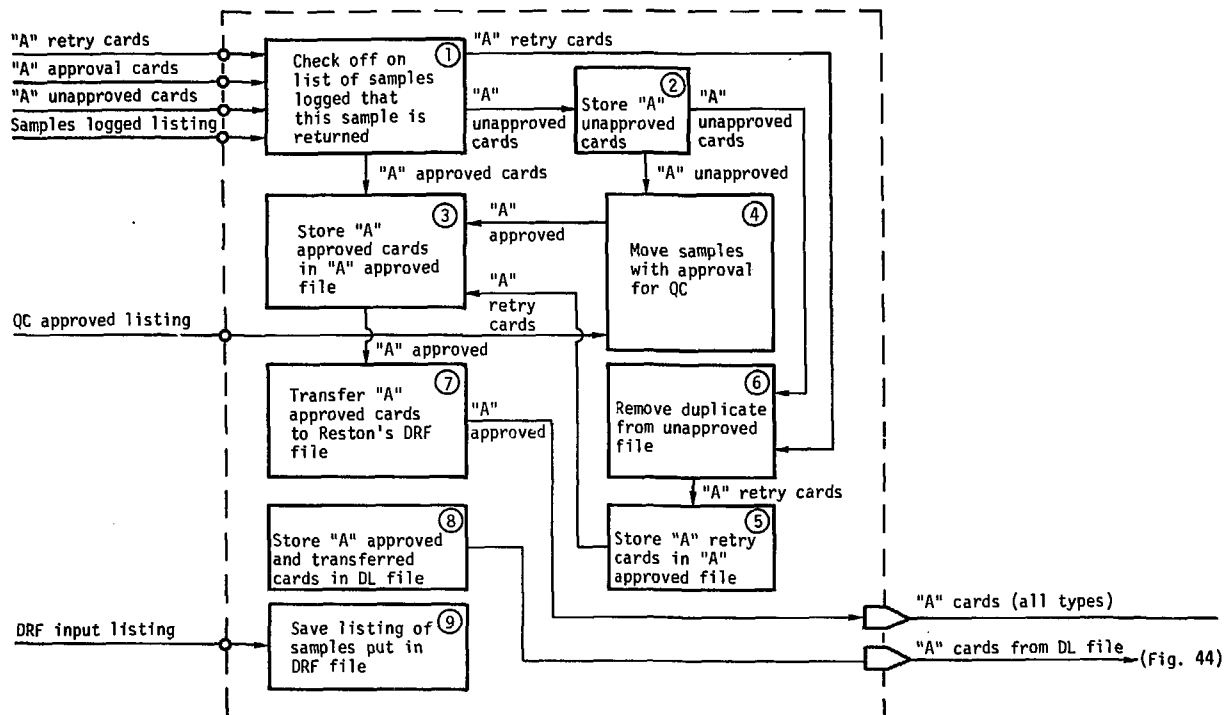 "A" retry cards
"A" approval cards
"A" unapproved cards
Samples logged listing
①
Check off on
list of samples
logged that
this sample is
returned
"A" retry cards
"A"
unapproved
cards
②
Store "A"
unapproved
cards
"A"
unapproved
cards
"A" approved cards
"A" unapproved
③
Store "A"
approved cards
in "A" approved
file
"A"
approved
"A"
retry
cards
④
Move samples
with approval
for QC
QC approved listing
"A" approved
⑦
Transfer "A"
approved cards
to Reston's DRF
file
"A"
approved
⑥
Remove duplicate
from unapproved
file
"A" retry cards
⑧
Store "A" approved
and transferred
cards in DL file
⑤
Store "A" retry
cards in "A"
approved file
"A" cards (all types)
DRF input listing
⑨
Save listing of
samples put in
DRF file
"A" cards from DL file
(Fig. 44)